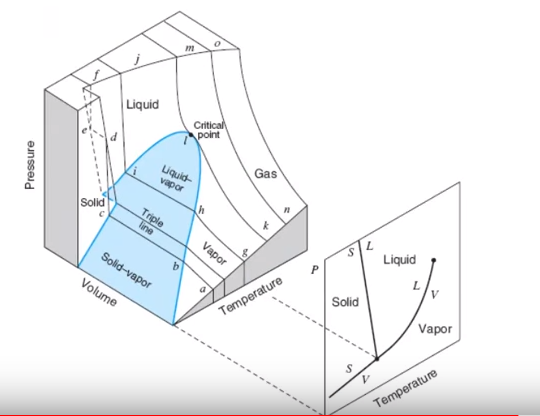 o
m
j
f
Liquid
Critical
point
l
e
d
Pressure
i
Liquid–
vapor
Gas
Solid
c
h
n
Triple
line
k
Vapor
g
Solid–vapor
b
a
Volume
Temperature
P
S
L
Liquid
Solid
L
V
Vapor
S
V
Temperature